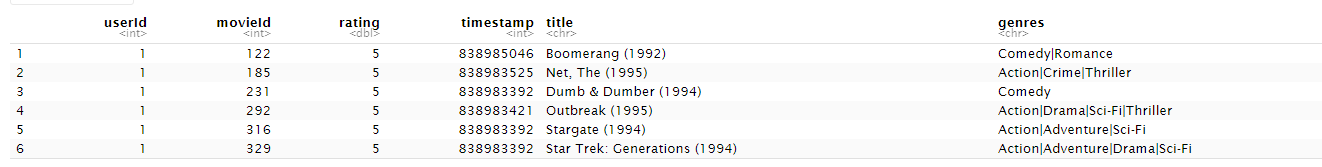 userId movieId rating timestamp title genres
<int> <int> <dbl> <int> <chr> <chr>
1 1 122 5 838985046 Boomerang (1992) Comedy|Romance
2 1 185 5 838983525 Net, The (1995) Action|Crime|Thriller
3 1 231 5 838983392 Dumb & Dumber (1994) Comedy
4 1 292 5 838983421 Outbreak (1995) Action|Drama|Sci-Fi|Thriller
5 1 316 5 838983392 Stargate (1994) Action|Adventure|Sci-Fi
6 1 329 5 838983392 Star Trek: Generations (1994) Action|Adventure|Drama|Sci-Fi